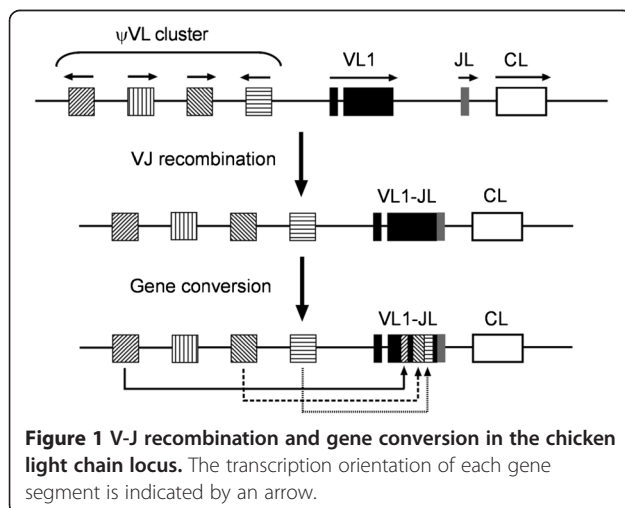 ψVL cluster
VL1
JL
CL
VJ recombination
VL1-JL
CL
Gene conversion
VL1-JL
CL
Figure 1 V-J recombination and gene conversion in the chicken
light chain locus. The transcription orientation of each gene
segment is indicated by an arrow.